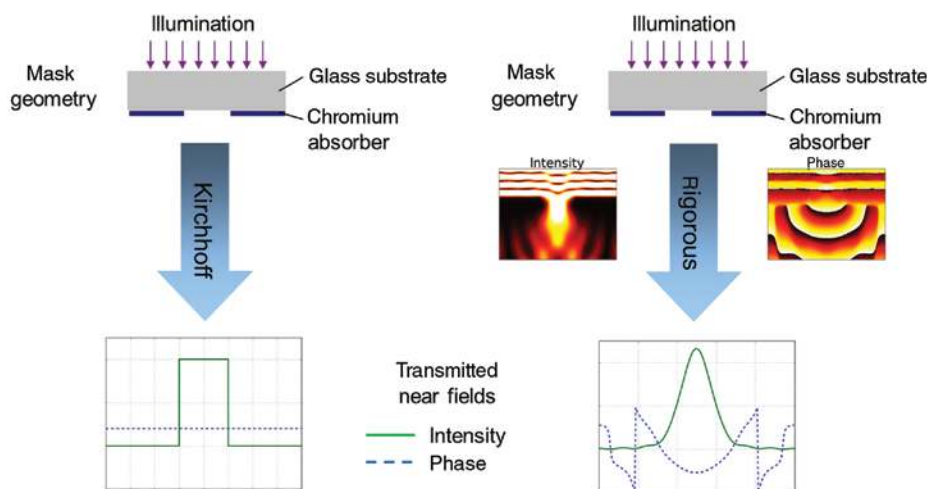 Illumination
Mask
geometry
Glass substrate
Chromium
absorber
Kirchhoff
Illumination
Mask
geometry
Glass substrate
Chromium
absorber
Intensity
Phase
Rigorous
Transmitted
near fields
Intensity
Phase